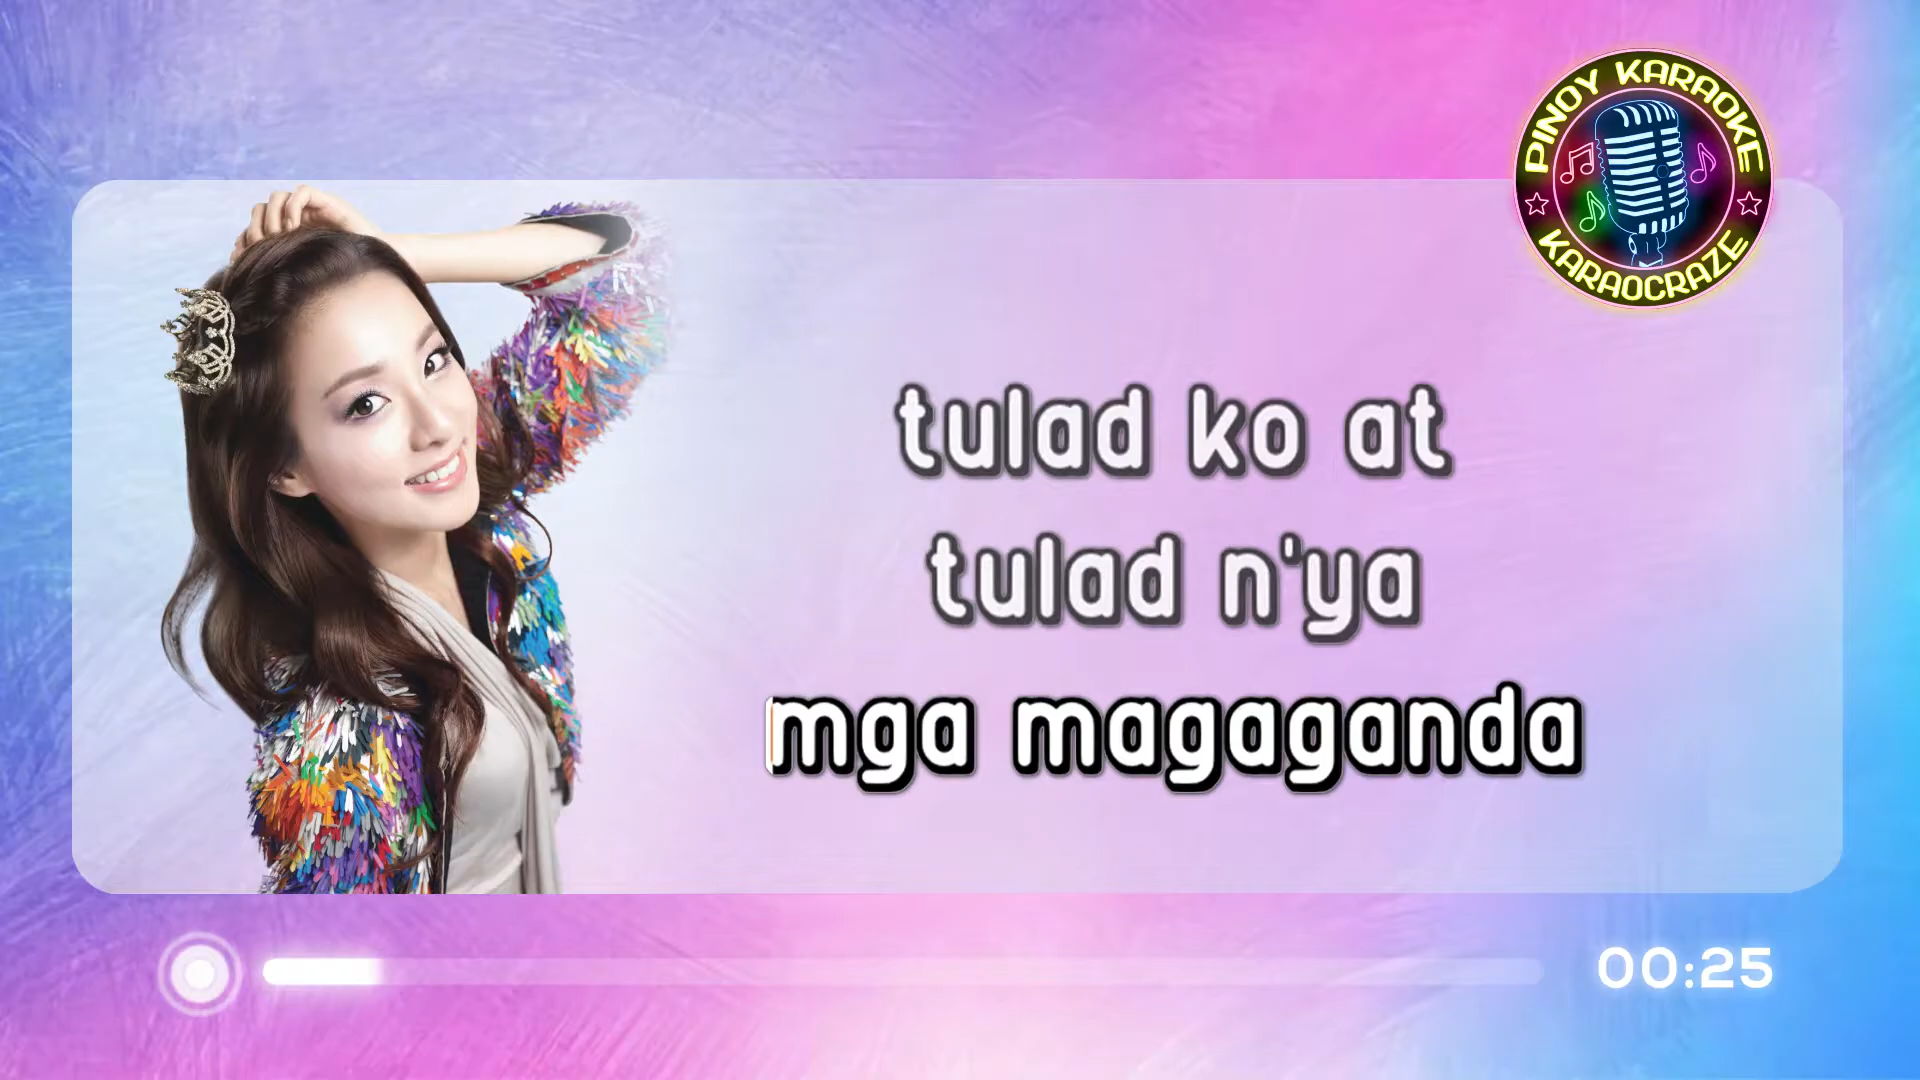 PINOY KARAOKE
KARAOCRAZE
tulad ko at
tulad n'ya
mga magaganda
00:25